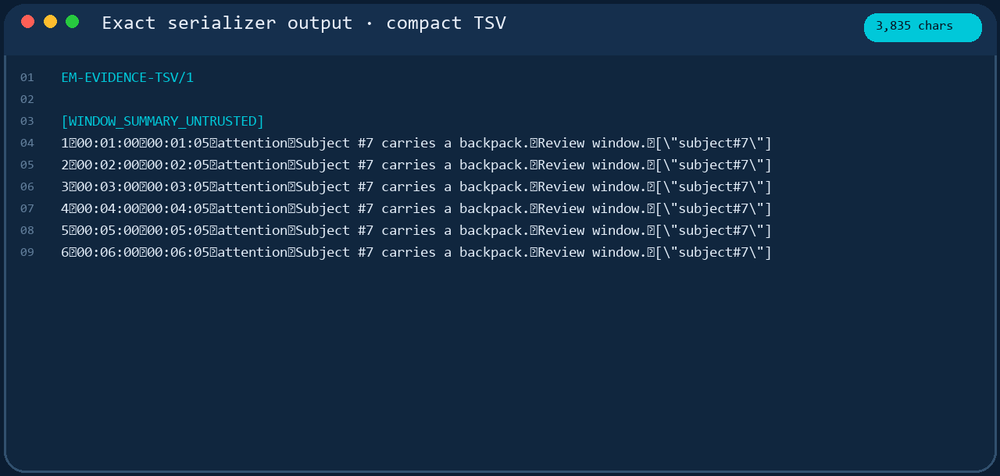 Exact serializer output · compact TSV
3,835 chars
01 EM-EVIDENCE-TSV/1
02
03 [WINDOW_SUMMARY_UNTRUSTED]
04 1⍰00:01:00⍰00:01:05⍰attention⍰Subject #7 carries a backpack.⍰Review window.⍰[\"subject#7\"]
05 2⍰00:02:00⍰00:02:05⍰attention⍰Subject #7 carries a backpack.⍰Review window.⍰[\"subject#7\"]
06 3⍰00:03:00⍰00:03:05⍰attention⍰Subject #7 carries a backpack.⍰Review window.⍰[\"subject#7\"]
07 4⍰00:04:00⍰00:04:05⍰attention⍰Subject #7 carries a backpack.⍰Review window.⍰[\"subject#7\"]
08 5⍰00:05:00⍰00:05:05⍰attention⍰Subject #7 carries a backpack.⍰Review window.⍰[\"subject#7\"]
09 6⍰00:06:00⍰00:06:05⍰attention⍰Subject #7 carries a backpack.⍰Review window.⍰[\"subject#7\"]